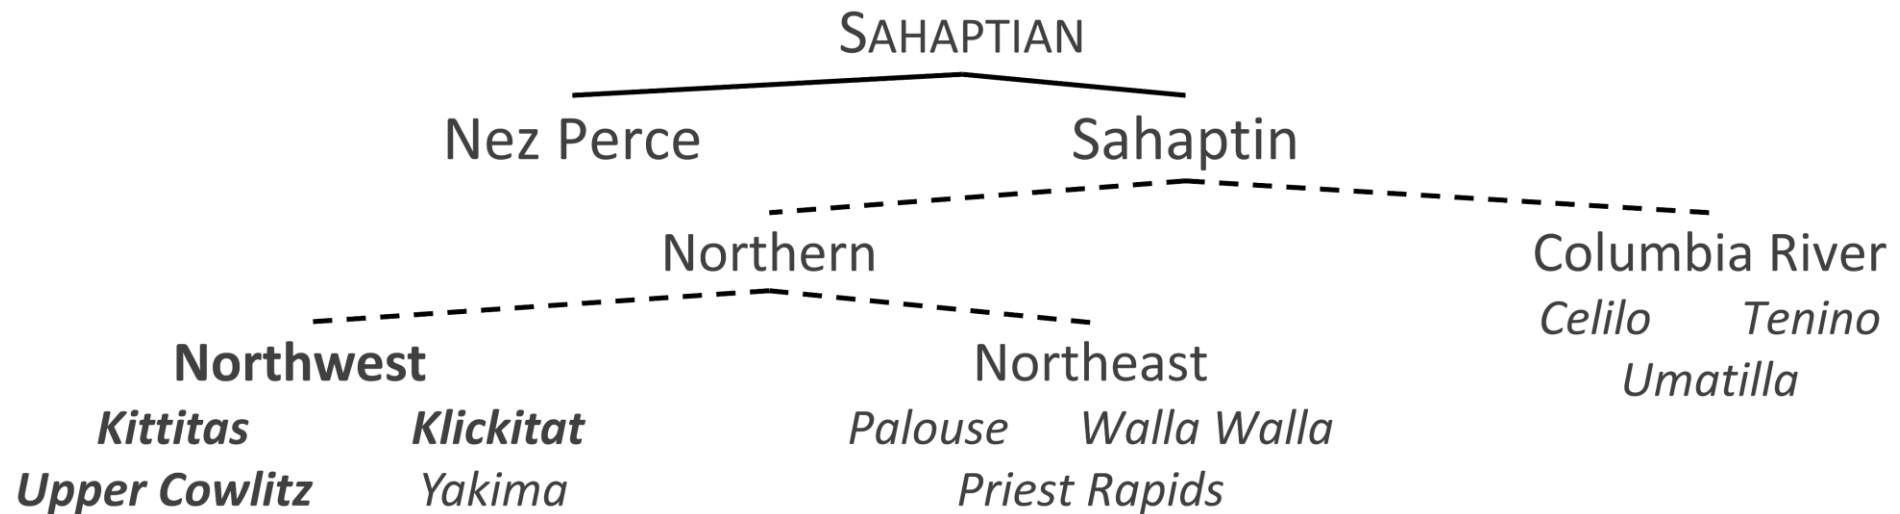 SAHAPTIAN
Nez Perce Sahaptin
Northern Columbia River
Celilo Tenino
Northwest Northeast
Umatilla
Kittitas Klickitat Palouse Walla Walla
Upper Cowlitz Yakima Priest Rapids